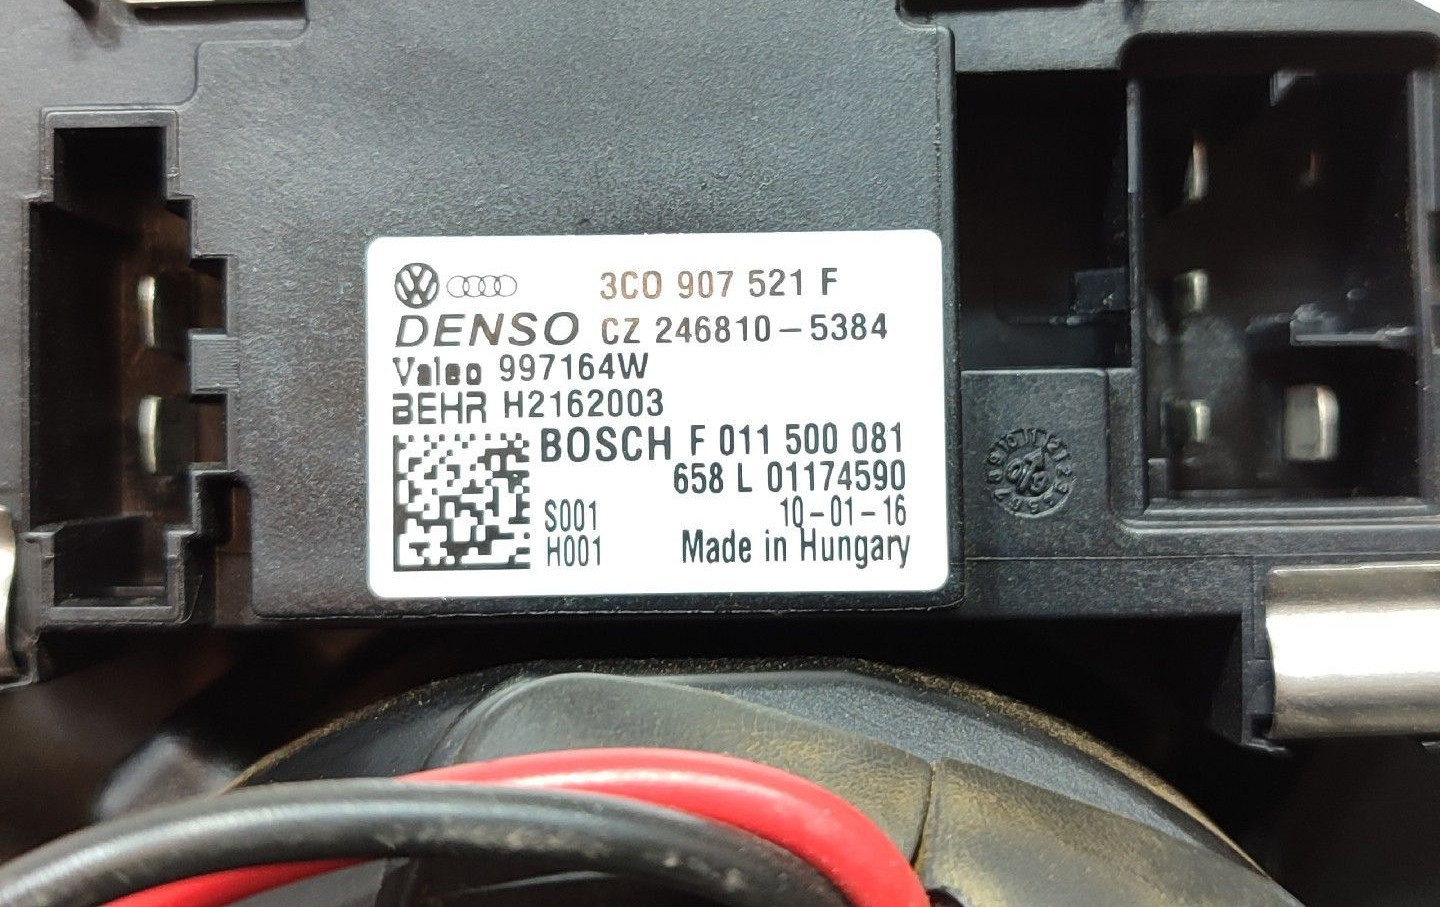 3C0 907 521 F
DENSO CZ 246810-5384
Valeo 997164W
BEHR H2162003
BOSCH F 011 500 081
658 L 01174590
S001 10-01-16
H001 Made in Hungary